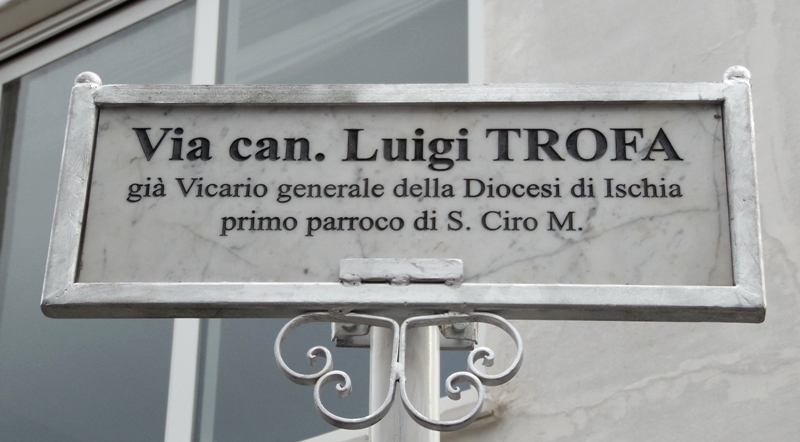 Via can. Luigi TROFA
già Vicario generale della Diocesi di Ischia
primo parroco di S. Ciro M.